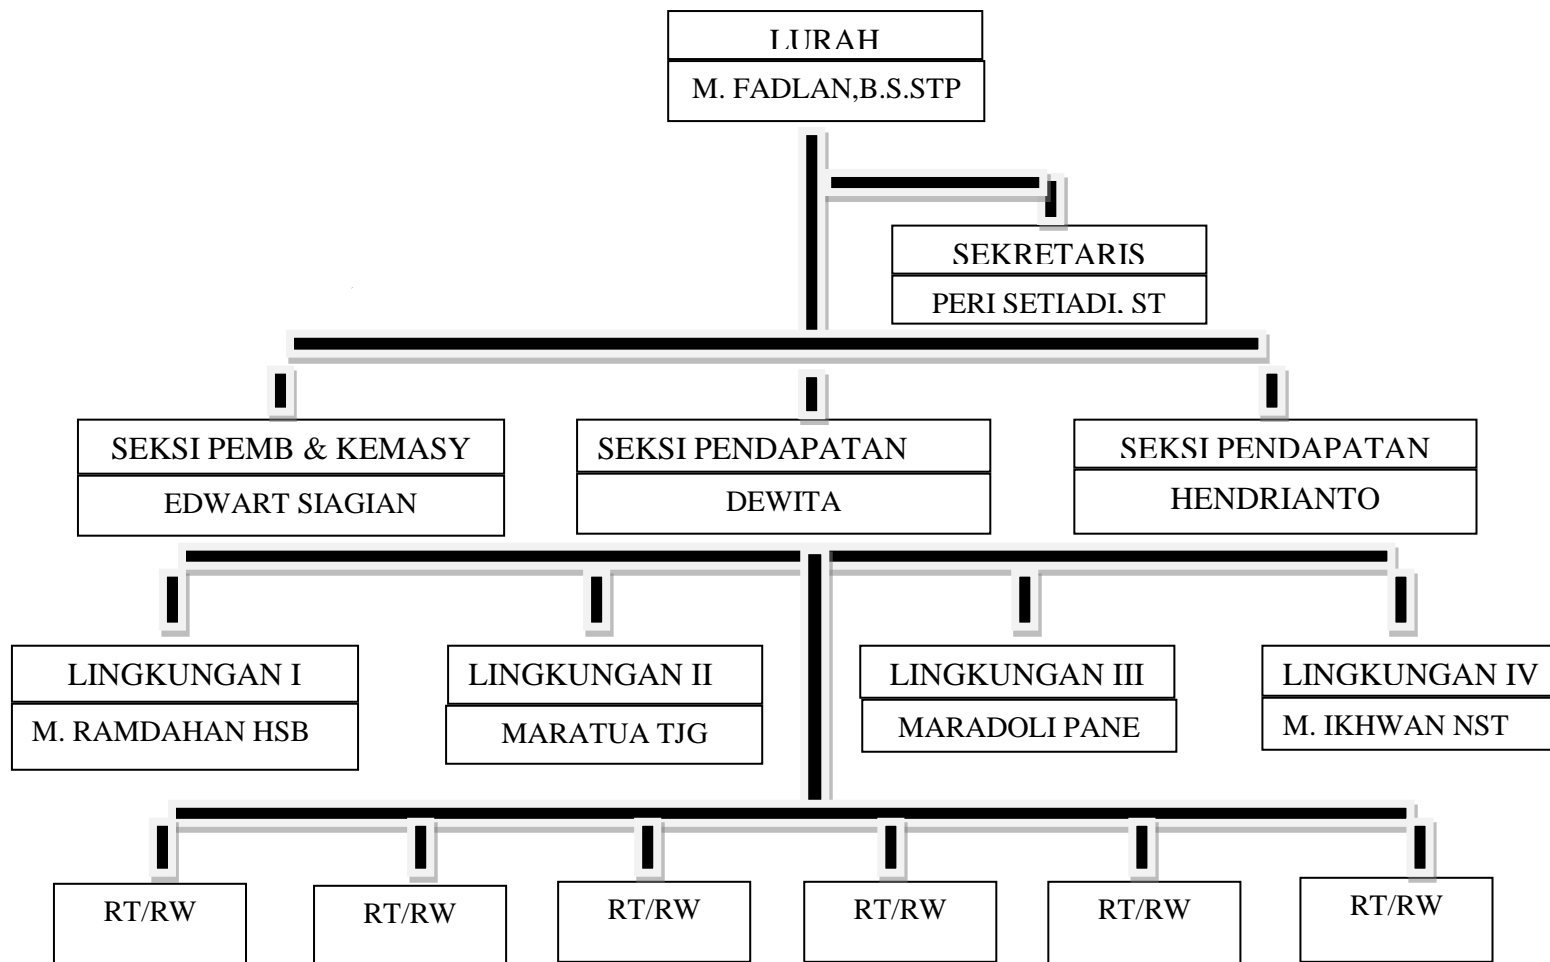 LURAH
M. FADLAN,B.S.STP
SEKRETARIS
PERI SETIADI. ST
SEKSI PEMB & KEMASY
EDWART SIAGIAN
SEKSI PENDAPATAN
DEWITA
SEKSI PENDAPATAN
HENDRIANTO
LINGKUNGAN I
M. RAMDAHAN HSB
LINGKUNGAN II
MARATUA TJG
LINGKUNGAN III
MARADOLI PANE
LINGKUNGAN IV
M. IKHWAN NST
RT/RW
RT/RW
RT/RW
RT/RW
RT/RW
RT/RW